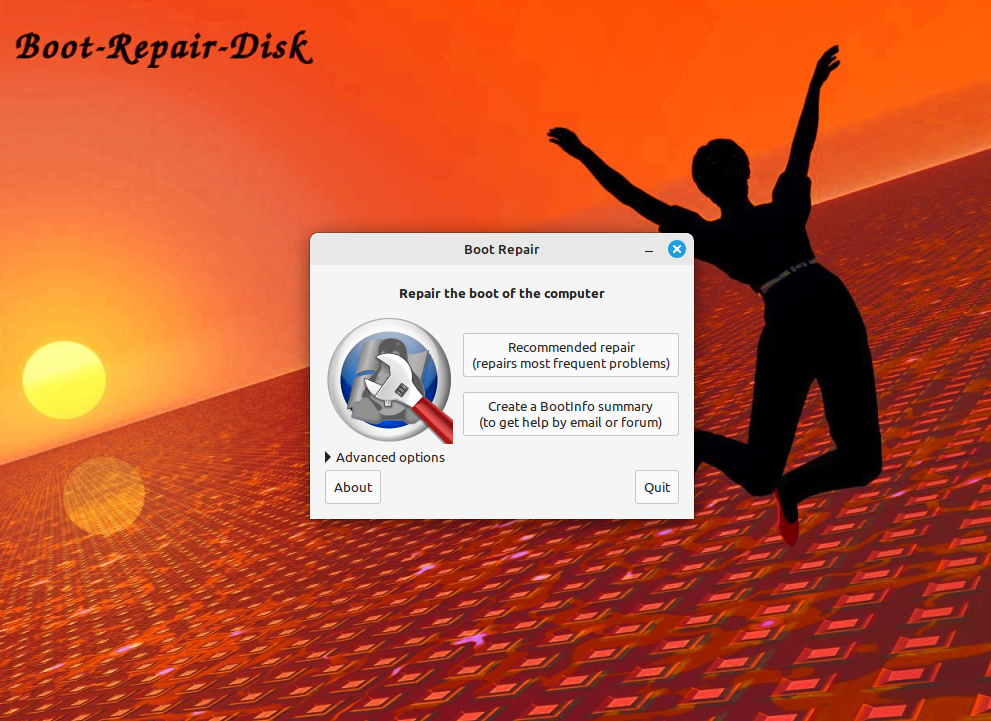 Boot-Repair-Disk
Boot Repair
Repair the boot of the computer
Recommended repair
(repairs most frequent problems)
Create a BootInfo summary
(to get help by email or forum)
Advanced options
About
Quit